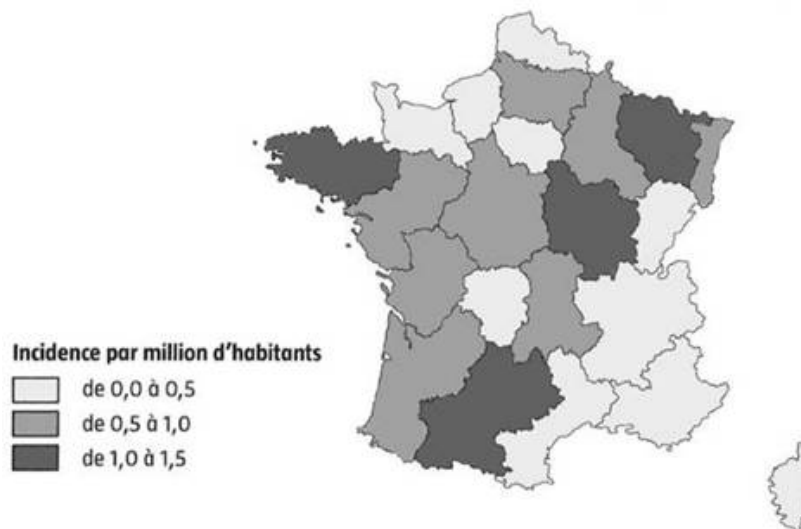 Incidence par million d'habitants
de 0,0 à 0,5
de 0,5 à 1,0
de 1,0 à 1,5